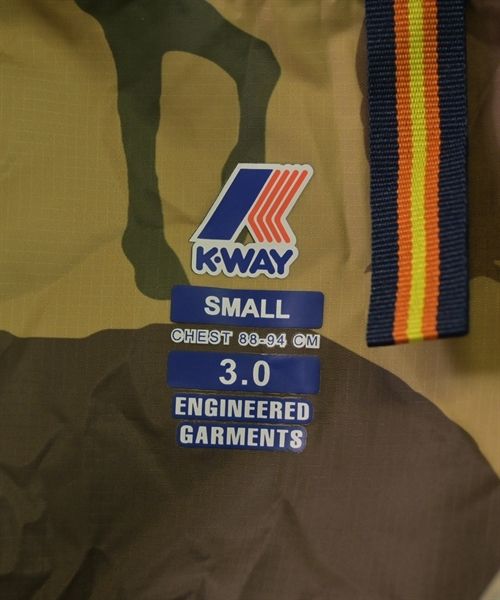 K·WAY
SMALL
CHEST 88-94 CM
3.0
ENGINEERED
GARMENTS